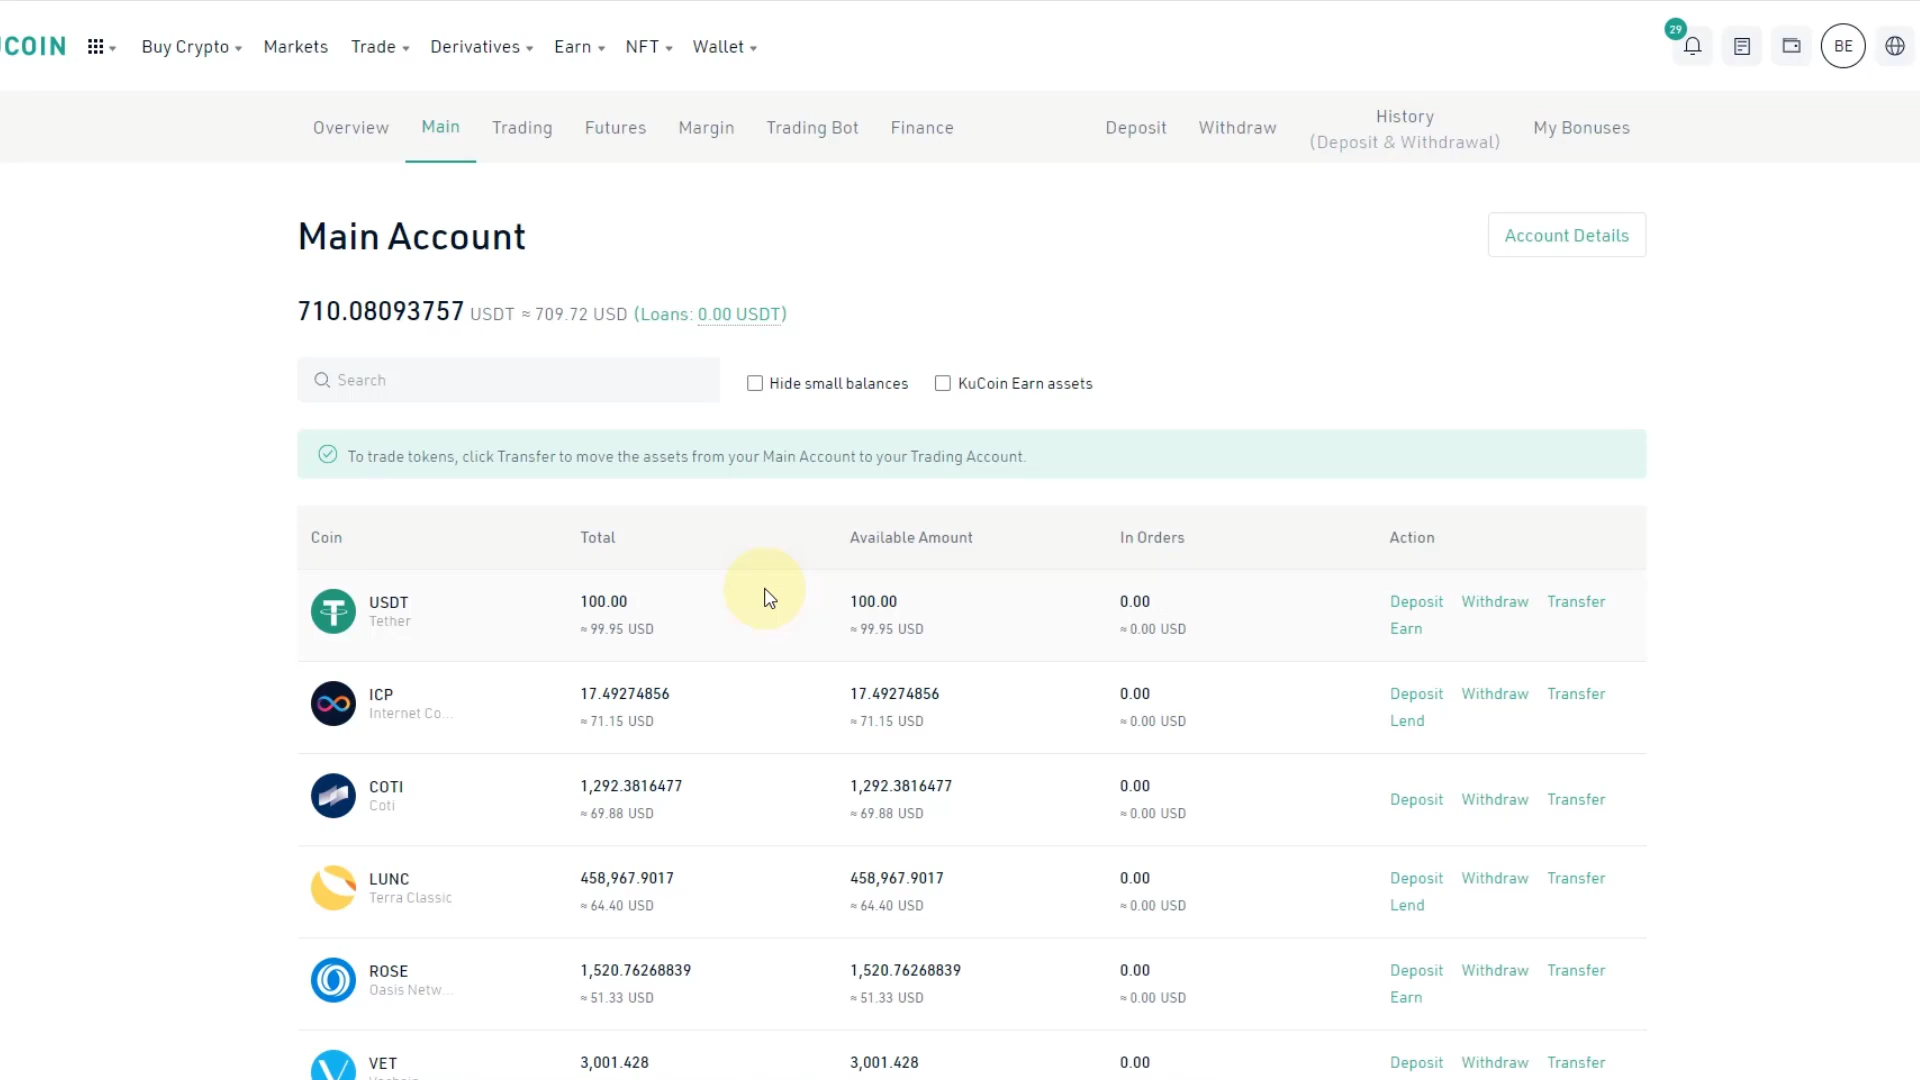 COIN
Buy Crypto Markets Trade Derivatives Earn NFT Wallet
29
BE
Overview Main Trading Futures Margin Trading Bot Finance Deposit Withdraw History My Bonuses
(Deposit & Withdrawal)
Main Account
Account Details
710.08093757 USDT ≈ 709.72 USD (Loans: 0.00 USDT)
Search
Hide small balances KuCoin Earn assets
To trade tokens, click Transfer to move the assets from your Main Account to your Trading Account.
Coin Total Available Amount In Orders Action
USDT 100.00 100.00 0.00 Deposit Withdraw Transfer
Tether ≈ 99.95 USD ≈ 99.95 USD ≈ 0.00 USD Earn
ICP 17.49274856 17.49274856 0.00 Deposit Withdraw Transfer
Internet Co... ≈ 71.15 USD ≈ 71.15 USD ≈ 0.00 USD Lend
COTI 1,292.3816477 1,292.3816477 0.00 Deposit Withdraw Transfer
Coti ≈ 69.88 USD ≈ 69.88 USD ≈ 0.00 USD
LUNC 458,967.9017 458,967.9017 0.00 Deposit Withdraw Transfer
Terra Classic ≈ 64.40 USD ≈ 64.40 USD ≈ 0.00 USD Lend
ROSE 1,520.76268839 1,520.76268839 0.00 Deposit Withdraw Transfer
Oasis Netw... ≈ 51.33 USD ≈ 51.33 USD ≈ 0.00 USD Earn
VET 3,001.428 3,001.428 0.00 Deposit Withdraw Transfer